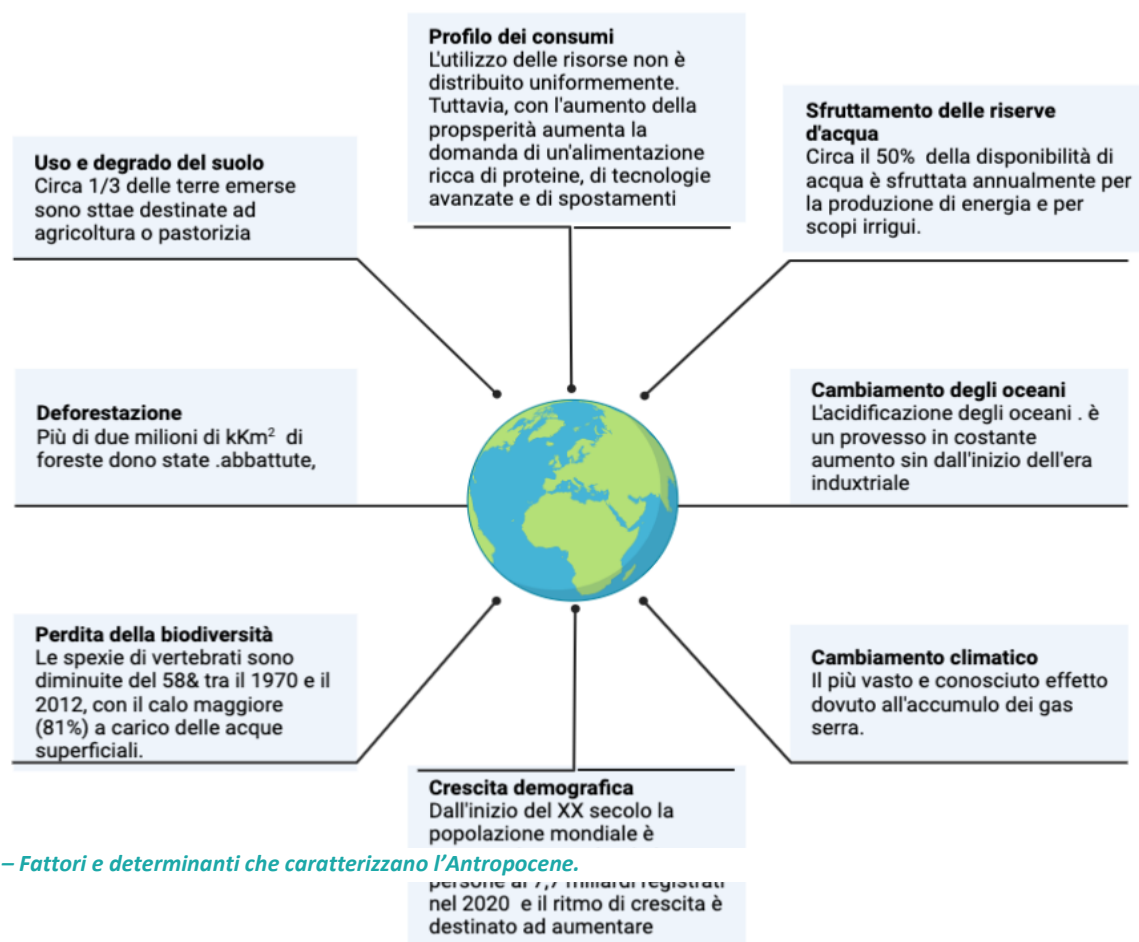 Profilo dei consumi
L'utilizzo delle risorse non è
distribuito uniformemente.
Tuttavia, con l'aumento della
propsperità aumenta la
domanda di un'alimentazione
ricca di proteine, di tecnologie
avanzate e di spostamenti
Sfruttamento delle riserve
d'acqua
Circa il 50% della disponibilità di
acqua è sfruttata annualmente per
la produzione di energia e per
scopi irrigui.
Uso e degrado del suolo
Circa 1/3 delle terre emerse
sono sttae destinate ad
agricoltura o pastorizia
Deforestazione
Più di due milioni di kKm² di
foreste dono state .abbattute,
Cambiamento degli oceani
L'acidificazione degli oceani . è
un provesso in costante
aumento sin dall'inizio dell'era
induxtriale
Perdita della biodiversità
Le spexie di vertebrati sono
diminuite del 58& tra il 1970 e il
2012, con il calo maggiore
(81%) a carico delle acque
superficiali.
Cambiamento climatico
Il più vasto e conosciuto effetto
dovuto all'accumulo dei gas
serra.
Crescita demografica
Dall'inizio del XX secolo la
popolazione mondiale è
– Fattori e determinanti che caratterizzano l'Antropocene.
persone ai 7,7 miliardi registrati
nel 2020 e il ritmo di crescita è
destinato ad aumentare